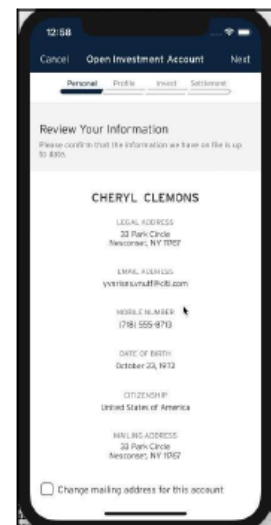 12:58
Cancel Open Investment Account Next
Personal Profile Invest Settlement
Review Your Information
Please confirm that the information we have on file is up
to date.
CHERYL CLEMONS
LEGAL ADDRESS
33 Park Circle
Nesconset, NY 11767
EMAIL ADDRESS
MOBILE NUMBER
(718) 555-8713
DATE OF BIRTH
October 23, 1973
CITIZENSHIP
United States of America
MAILING ADDRESS
33 Park Circle
Nesconset, NY 11767
Change mailing address for this account